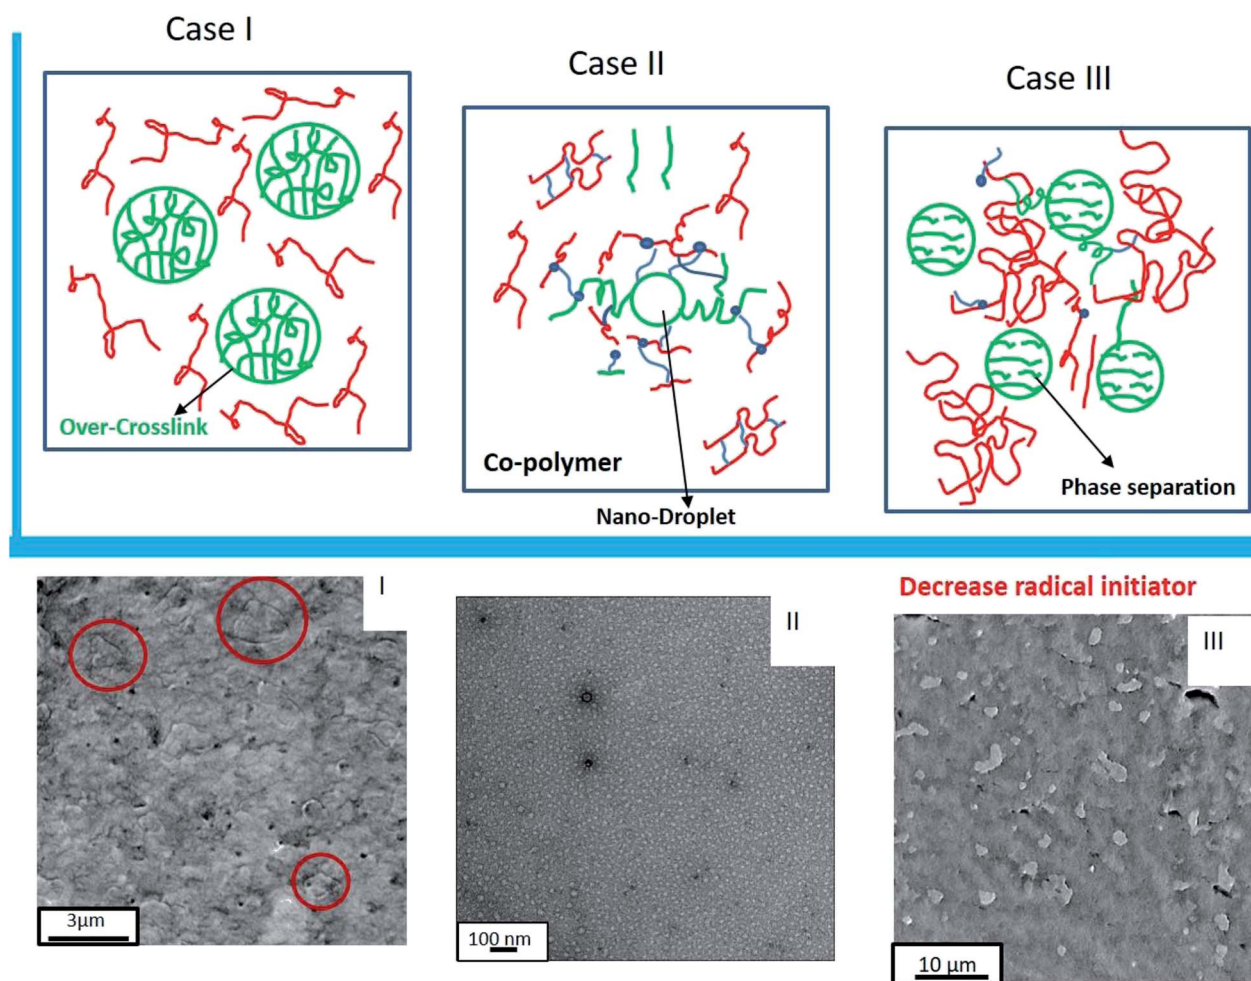 Case I
Case II
Case III
Over-Crosslink
Co-polymer
Nano-Droplet
Phase separation
Decrease radical initiator
I
II
III
3µm
100 nm
10 µm